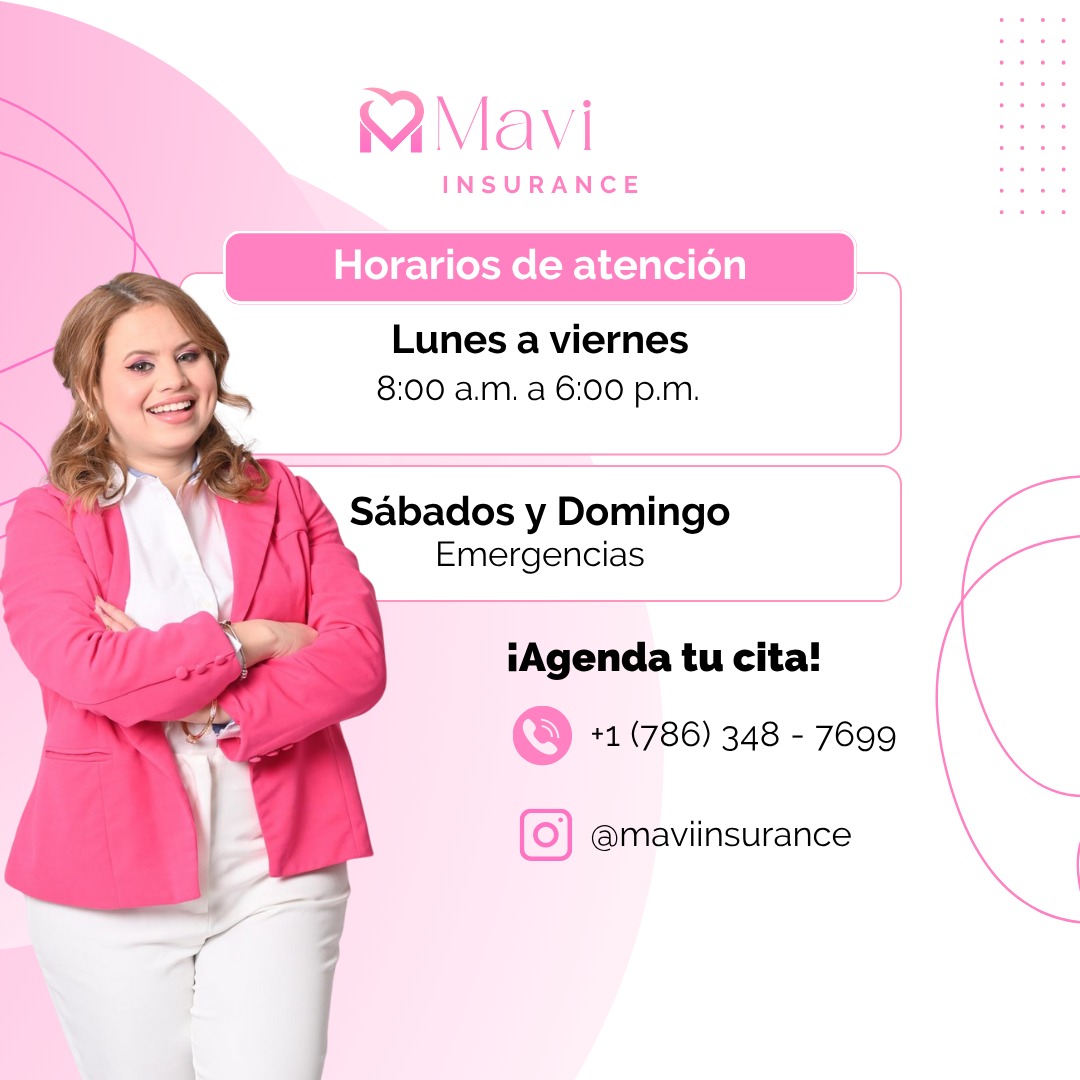 Mavi
INSURANCE
Horarios de atención
Lunes a viernes
8:00 a.m. a 6:00 p.m.
Sábados y Domingo
Emergencias
¡Agenda tu cita!
+1 (786) 348 - 7699
@maviinsurance